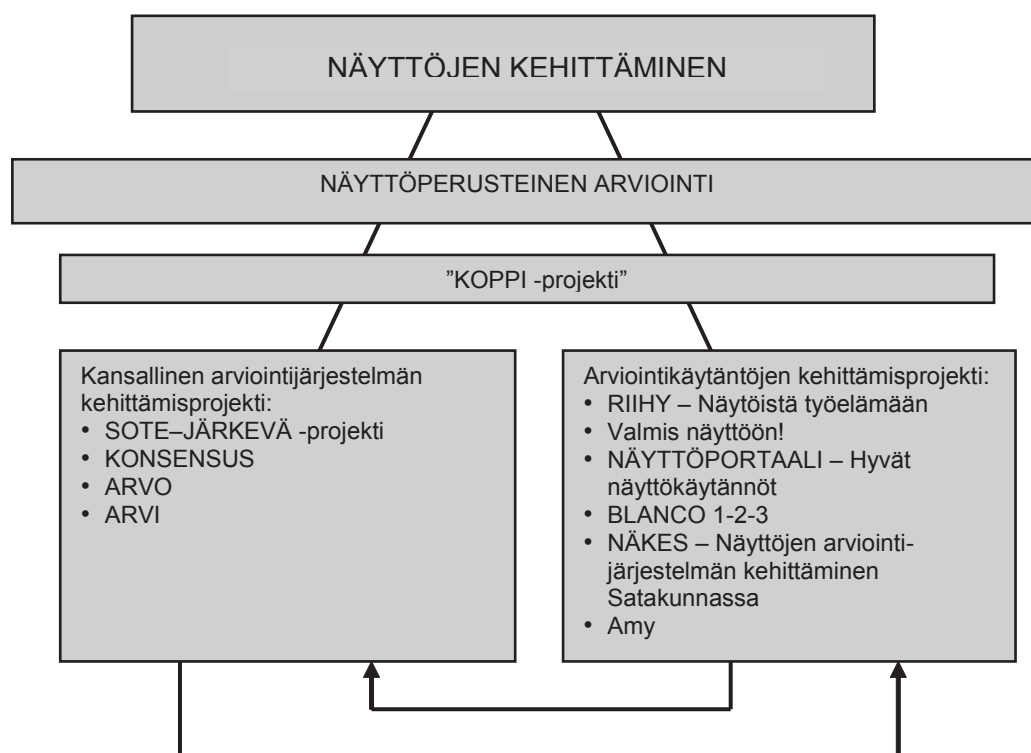 NÄYTTÖJEN KEHITTÄMINEN
NÄYTTÖPERUSTEINEN ARVIOINTI
”KOPPI -projekti”
Kansallinen arviointijärjestelmän
kehittämisprojekti:
• SOTE–JÄRKEVÄ -projekti
• KONSENSUS
• ARVO
• ARVI
Arviointikäytäntöjen kehittämisprojekti:
• RIIHY – Näytöistä työelämään
• Valmis näyttöön!
• NÄYTTÖPORTAALI – Hyvät
näyttökäytännöt
• BLANCO 1-2-3
• NÄKES – Näyttöjen arviointi-
järjestelmän kehittäminen
Satakunnassa
• Amy